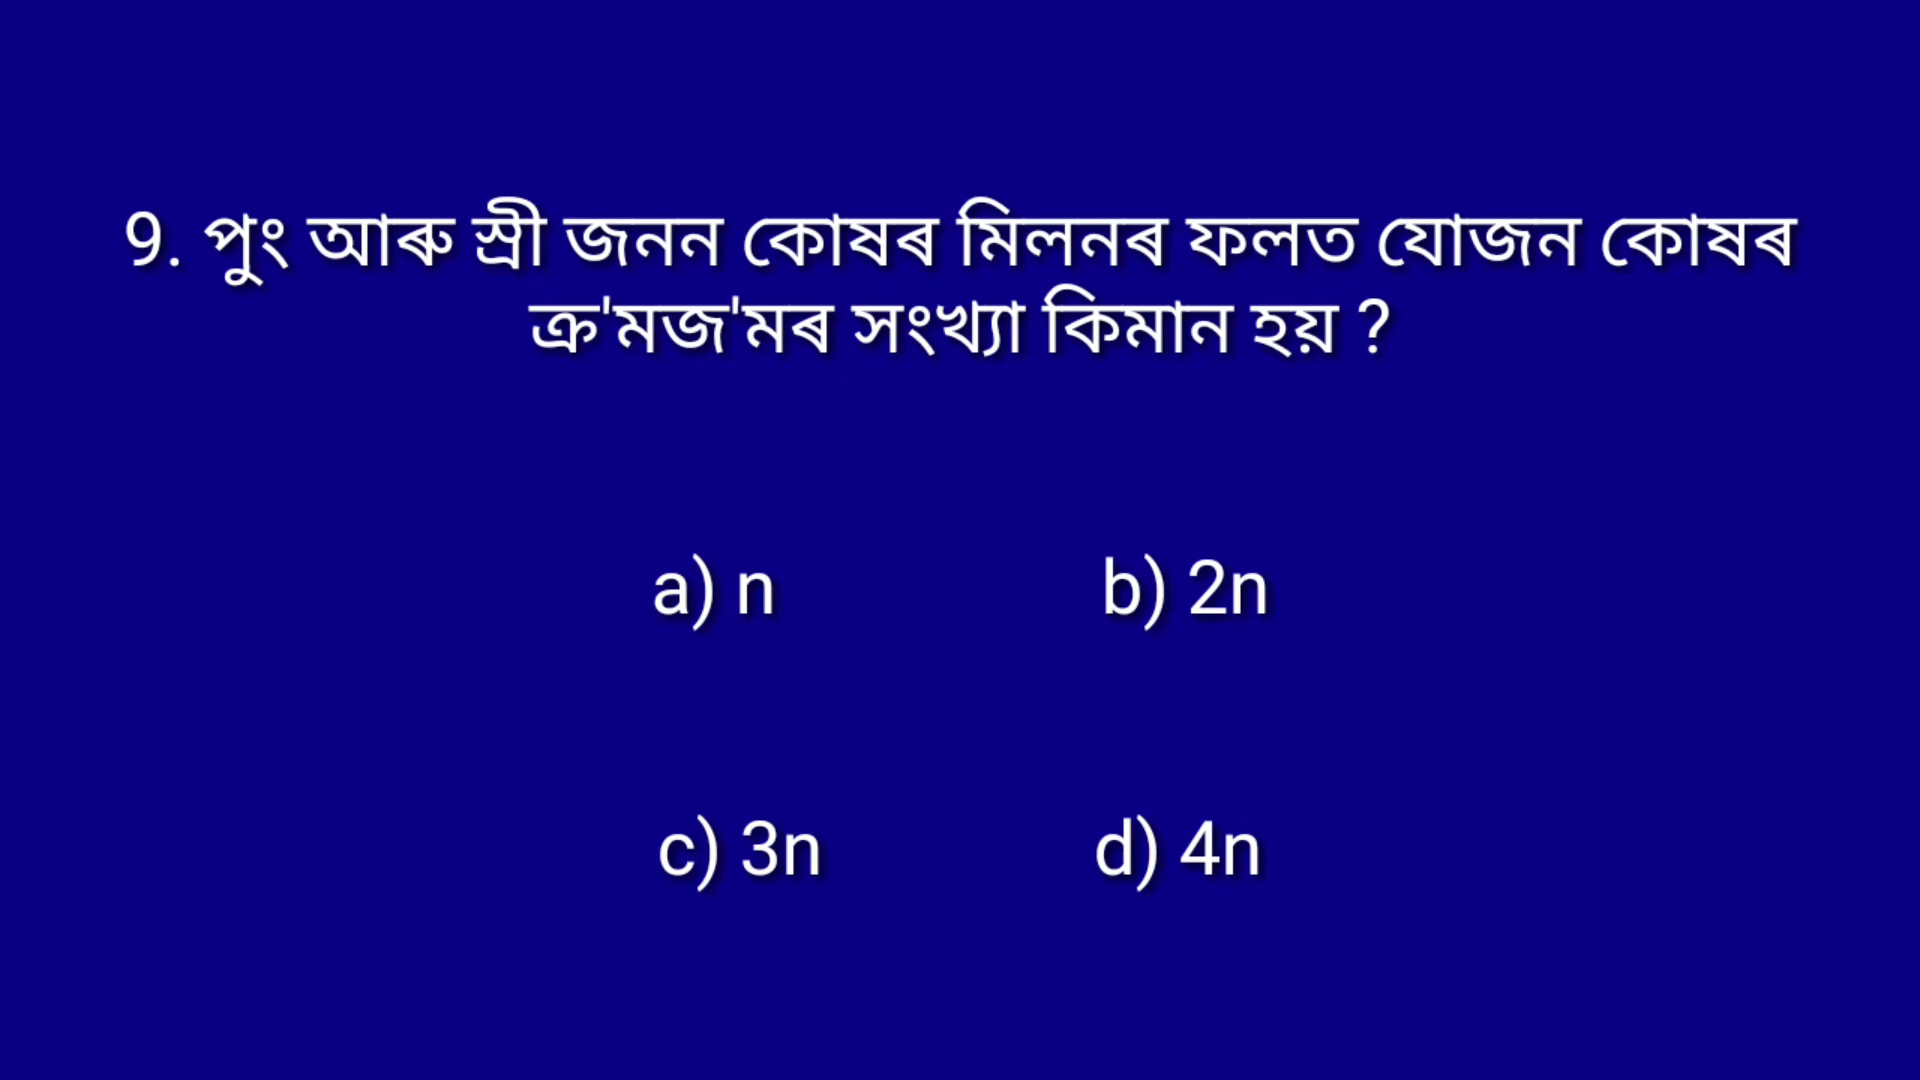 9. পুং আৰু স্ৰী জনন কোষৰ মিলনৰ ফলত যোজন কোষৰ
ক্ৰ'মজ'মৰ সংখ্যা কিমান হয় ?
a) n b) 2n
c) 3n d) 4n